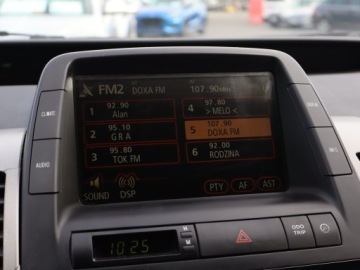 FM2 DOXA FM 107.90MHz
1 92.90 Alan
4 97.80 > MELO <
2 95.10 G R A
5 107.90 DOXA FM
3 95.80 TOK FM
6 92.00 RODZINA
CLIMATE
AUDIO
SOUND DSP PTY AF AST
10:25
H
M
ODO TRIP